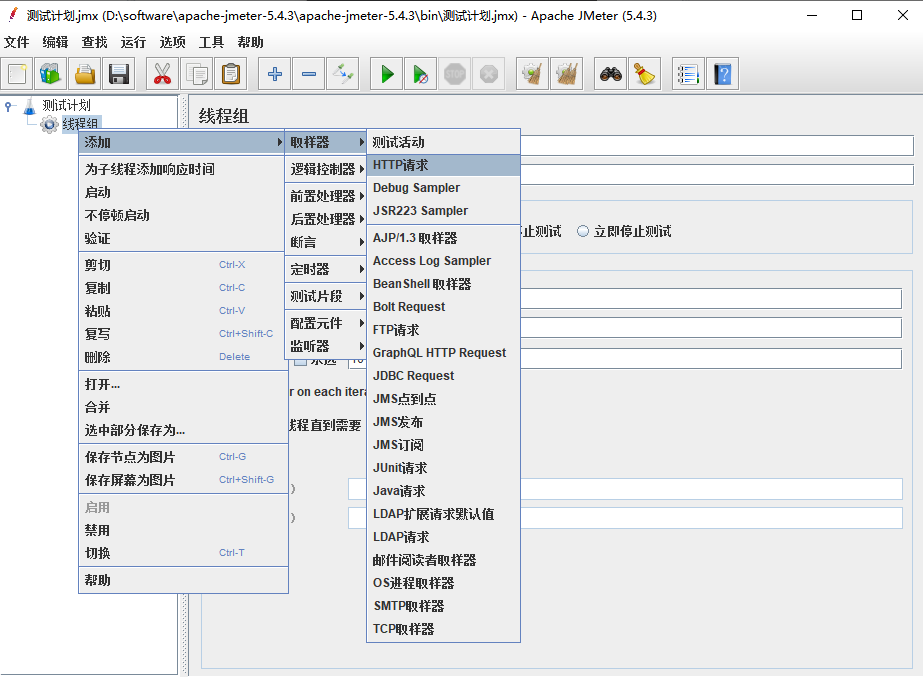 测试计划.jmx (D:\software\apache-jmeter-5.4.3\apache-jmeter-5.4.3\bin\测试计划.jmx) - Apache JMeter (5.4.3)
文件 编辑 查找 运行 选项 工具 帮助
STOP
测试计划
线程组
线程组
添加
为子线程添加响应时间
启动
不停顿启动
验证
剪切 Ctrl-X
复制 Ctrl-C
粘贴 Ctrl-V
复写 Ctrl+Shift-C
删除 Delete
打开...
合并
选中部分保存为...
保存节点为图片 Ctrl-G
保存屏幕为图片 Ctrl+Shift-G
启用
禁用
切换 Ctrl-T
帮助
取样器
逻辑控制器
前置处理器
后置处理器
断言
定时器
测试片段
配置元件
监听器
测试活动
HTTP请求
Debug Sampler
JSR223 Sampler
AJP/1.3 取样器
Access Log Sampler
BeanShell 取样器
Bolt Request
FTP请求
GraphQL HTTP Request
JDBC Request
JMS点到点
JMS发布
JMS订阅
JUnit请求
Java请求
LDAP扩展请求默认值
LDAP请求
邮件阅读者取样器
OS进程取样器
SMTP取样器
TCP取样器
止测试 立即停止测试
r on each itera
线程直到需要
)
)